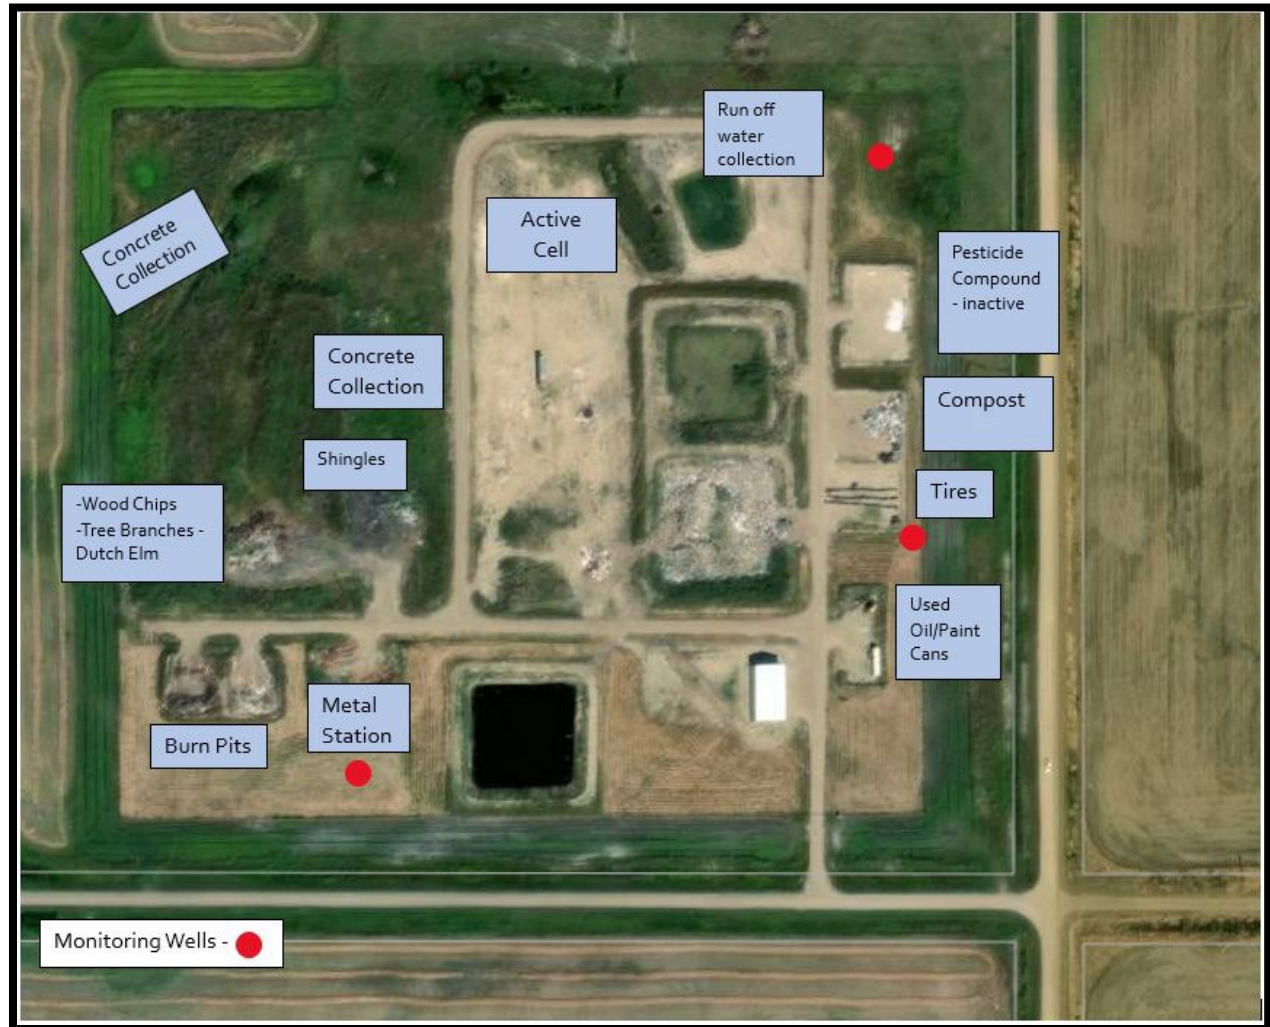 Run off
water
collection
Concrete
Collection
Active
Cell
Pesticide
Compound
- inactive
Concrete
Collection
Compost
Shingles
Tires
-Wood Chips
-Tree Branches -
Dutch Elm
Used
Oil/Paint
Cans
Metal
Station
Burn Pits
Monitoring Wells -